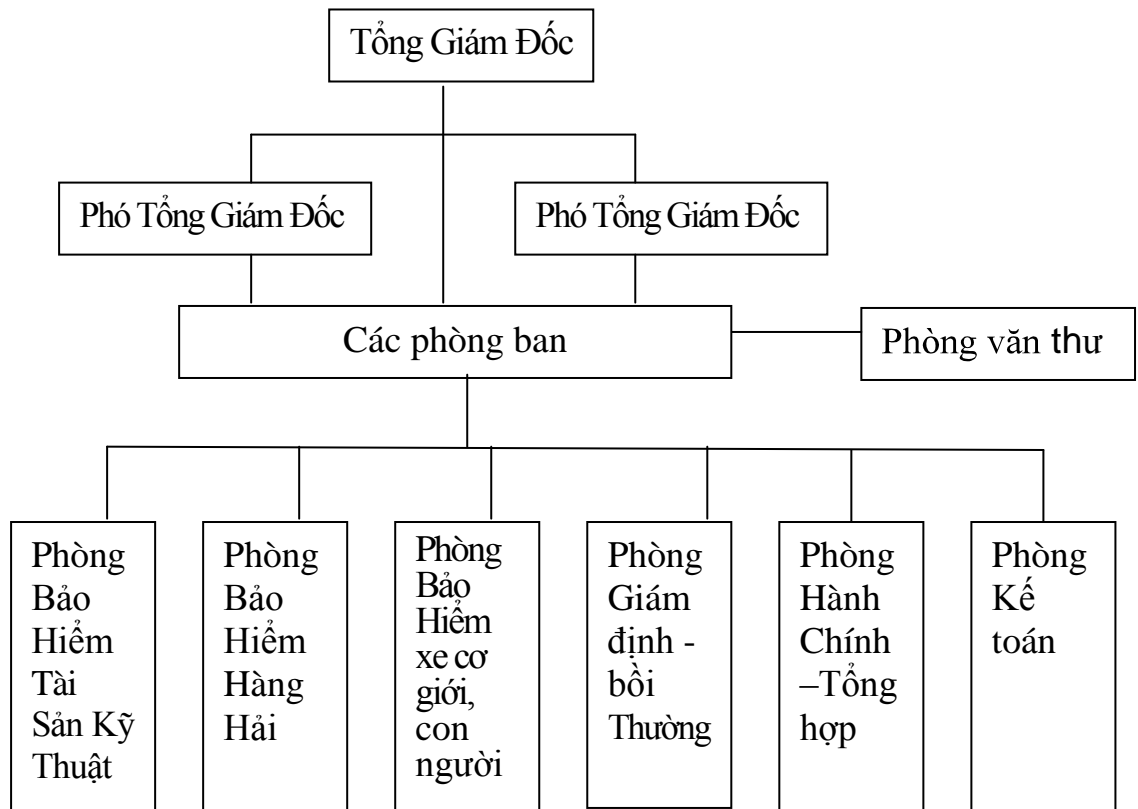 Tổng Giám Đốc
Phó Tổng Giám Đốc
Phó Tổng Giám Đốc
Các phòng ban
Phòng văn thư
Phòng
Bảo
Hiểm
Tài
Sản Kỹ
Thuật
Phòng
Bảo
Hiểm
Hàng
Hải
Phòng
Bảo
Hiểm
xe cơ
giới,
con
người
Phòng
Giám
định -
bồi
Thường
Phòng
Hành
Chính
–Tổng
hợp
Phòng
Kế
toán